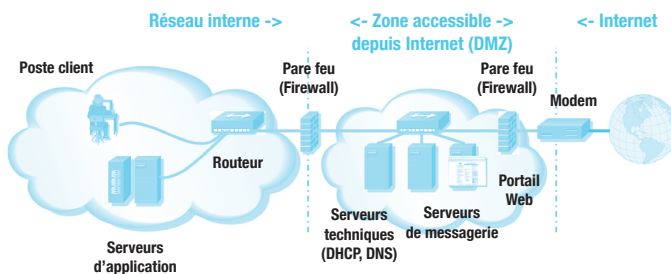 Réseau interne ->
<- Zone accessible ->
depuis Internet (DMZ)
<- Internet
Poste client
Pare feu
(Firewall)
Pare feu
(Firewall)
Modem
Routeur
Portail
Web
Serveurs
techniques
(DHCP, DNS)
Serveurs
de messagerie
Serveurs
d'application